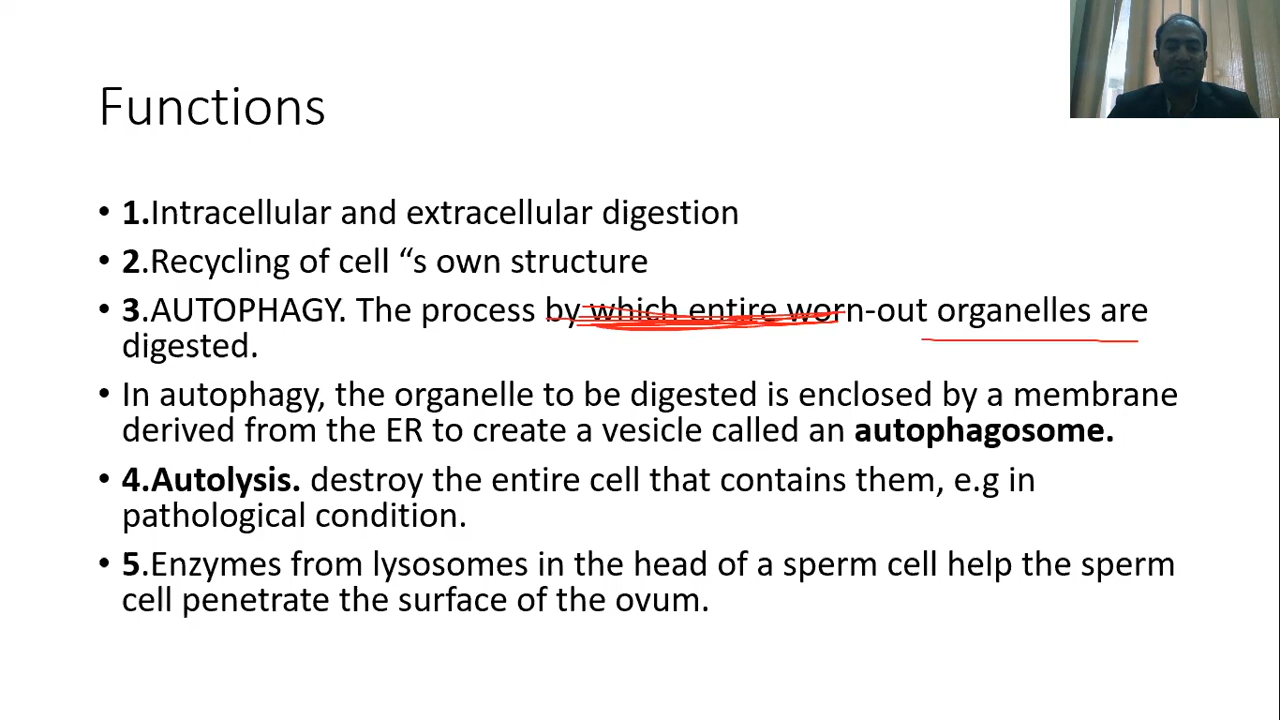 Functions
• 1.Intracellular and extracellular digestion
• 2.Recycling of cell “s own structure
• 3.AUTOPHAGY. The process by which entire worn-out organelles are
digested.
• In autophagy, the organelle to be digested is enclosed by a membrane
derived from the ER to create a vesicle called an autophagosome.
• 4.Autolysis. destroy the entire cell that contains them, e.g in
pathological condition.
• 5.Enzymes from lysosomes in the head of a sperm cell help the sperm
cell penetrate the surface of the ovum.